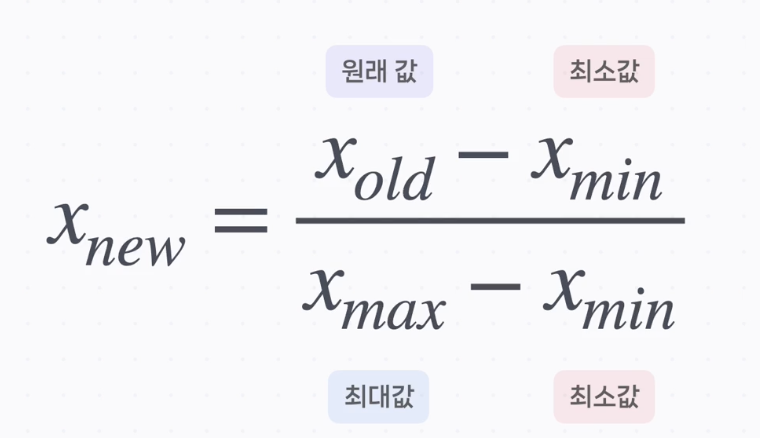 원래 값 최소값
x_old − x_min
x_new =
x_max − x_min
최대값 최소값